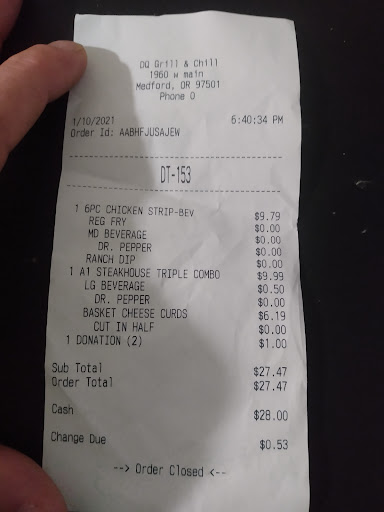 DQ Grill & Chill
1960 w main
Medford, OR 97501
Phone 0
1/10/2021 6:40:34 PM
Order Id: AABHFJUSAJEW
DT-153
1 6PC CHICKEN STRIP-BEV $9.79
REG FRY $0.00
MD BEVERAGE $0.00
DR. PEPPER $0.00
RANCH DIP $0.00
1 A1 STEAKHOUSE TRIPLE COMBO $9.99
LG BEVERAGE $0.50
DR. PEPPER $0.00
BASKET CHEESE CURDS $6.19
CUT IN HALF $0.00
1 DONATION (2) $1.00
Sub Total $27.47
Order Total $27.47
Cash $28.00
Change Due $0.53
--> Order Closed <--